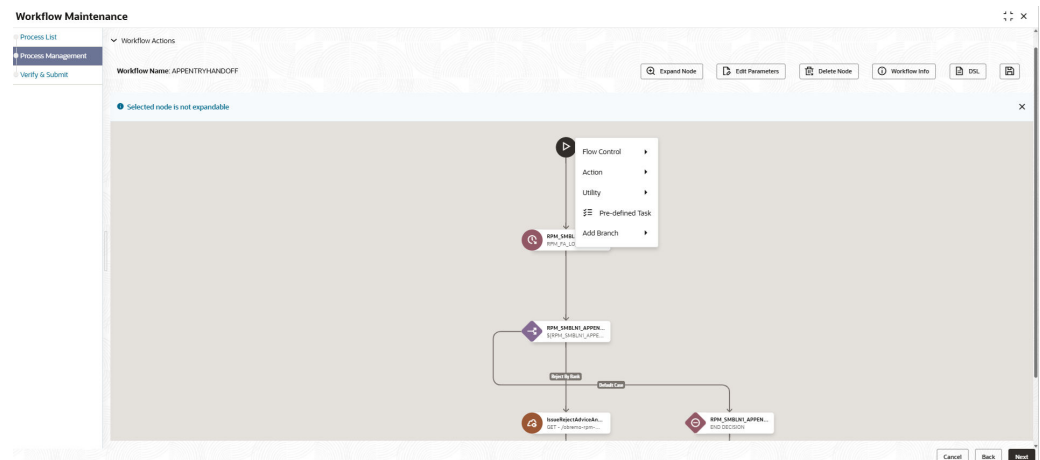 Workflow Maintenance
Process List
Process Management
Verify & Submit
Workflow Actions
Workflow Name: APPENTRYHANDOFF
Expand Node
Edit Parameters
Delete Node
Workflow Info
DSL
Selected node is not expandable
Flow Control
Action
Utility
Pre-defined Task
Add Branch
RPM_SMBL
RPM_FA_LO
RPM_SMBLN1_APPEN...
${RPM_SMBLN1_APPE...
Reject By Bank
Default Case
IssueRejectAdviceAn...
GET - /obremo-rpm-...
RPM_SMBLN1_APPEN...
END DECISION
Cancel
Back
Next